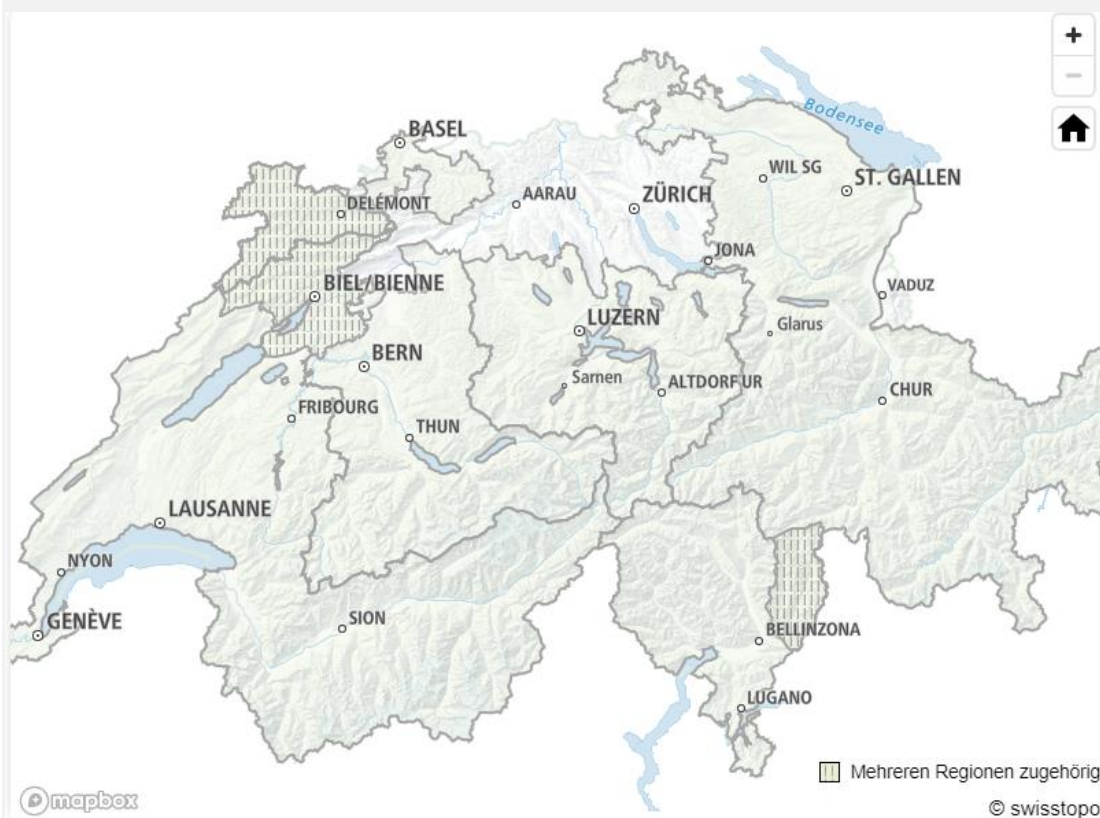 +
−
Bodensee
BASEL
WIL SG
ST. GALLEN
AARAU
ZÜRICH
DELÉMONT
JONA
BIEL/BIENNE
VADUZ
LUZERN
Glarus
BERN
Sarnen
ALTDORF UR
CHUR
FRIBOURG
THUN
LAUSANNE
NYON
GENÈVE
SION
BELLINZONA
LUGANO
Mehreren Regionen zugehörig
mapbox
© swisstopo